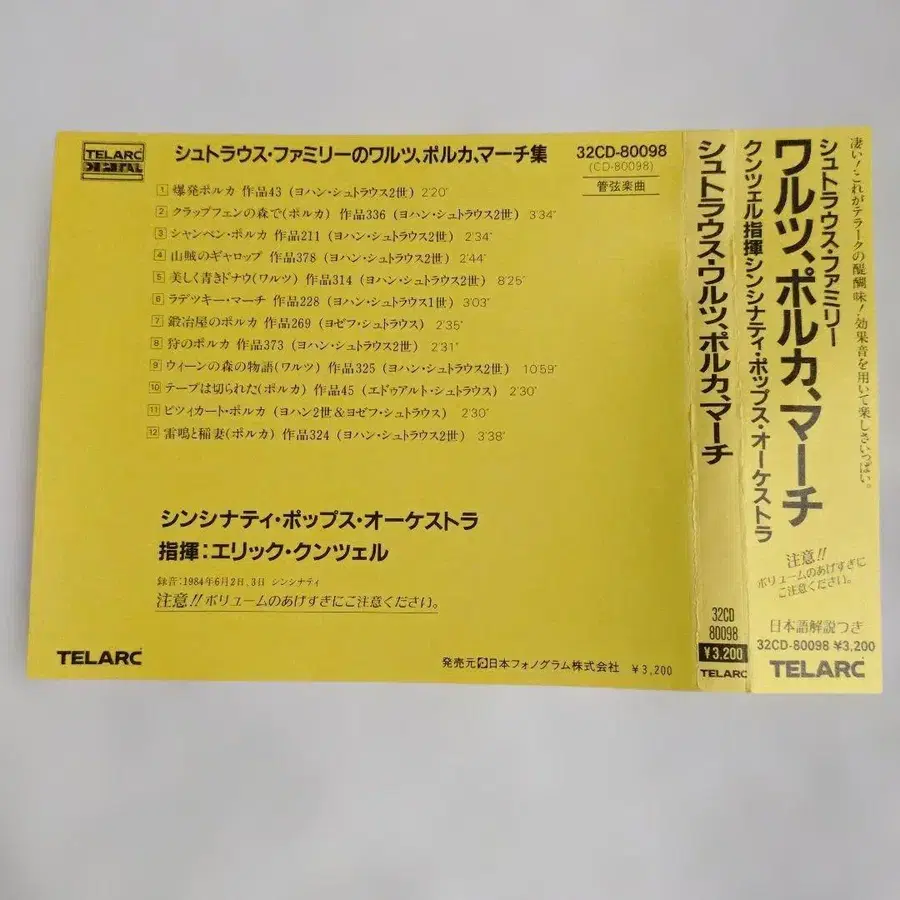 TELARC
DIGITAL
シュトラウス・ファミリーのワルツ、ポルカ、マーチ集
32CD-80098
(CD-80098)
管弦楽曲
1 爆発ポルカ 作品43 (ヨハン・シュトラウス2世) 2'20"
2 クラップフェンの森で(ポルカ) 作品336 (ヨハン・シュトラウス2世) 3'34"
3 シャンペン・ポルカ 作品211 (ヨハン・シュトラウス2世) 2'34"
4 山賊のギャロップ 作品378 (ヨハン・シュトラウス2世) 2'44"
5 美しく青きドナウ(ワルツ) 作品314 (ヨハン・シュトラウス2世) 8'25"
6 ラデツキー・マーチ 作品228 (ヨハン・シュトラウス1世) 3'03"
7 鍛冶屋のポルカ 作品269 (ヨゼフ・シュトラウス) 2'35"
8 狩のポルカ 作品373 (ヨハン・シュトラウス2世) 2'31"
9 ウィーンの森の物語(ワルツ) 作品325 (ヨハン・シュトラウス2世) 10'59"
10 テープは切られた(ポルカ) 作品45 (エドゥアルト・シュトラウス) 2'30"
11 ピツィカート・ポルカ (ヨハン2世&ヨゼフ・シュトラウス) 2'30"
12 雷鳴と稲妻(ポルカ) 作品324 (ヨハン・シュトラウス2世) 3'38"
シンシナティ・ポップス・オーケストラ
指揮:エリック・クンツェル
録音:1984年6月2日、3日 シンシナティ
注意!! ボリュームのあげすぎにご注意ください。
TELARC
発売元 日本フォノグラム株式会社 ¥3,200
シュトラウス・ワルツ、ポルカ、マーチ
32CD
80098
¥3,200
TELARC
凄い!これがテラークの醍醐味!効果音を用いて楽しさいっぱい。
シュトラウス・ファミリー
ワルツ、ポルカ、マーチ
クンツェル指揮シンシナティ・ポップス・オーケストラ
注意!!
ボリュームのあげすぎに
ご注意ください。
日本語解説つき
32CD-80098 ¥3,200
TELARC